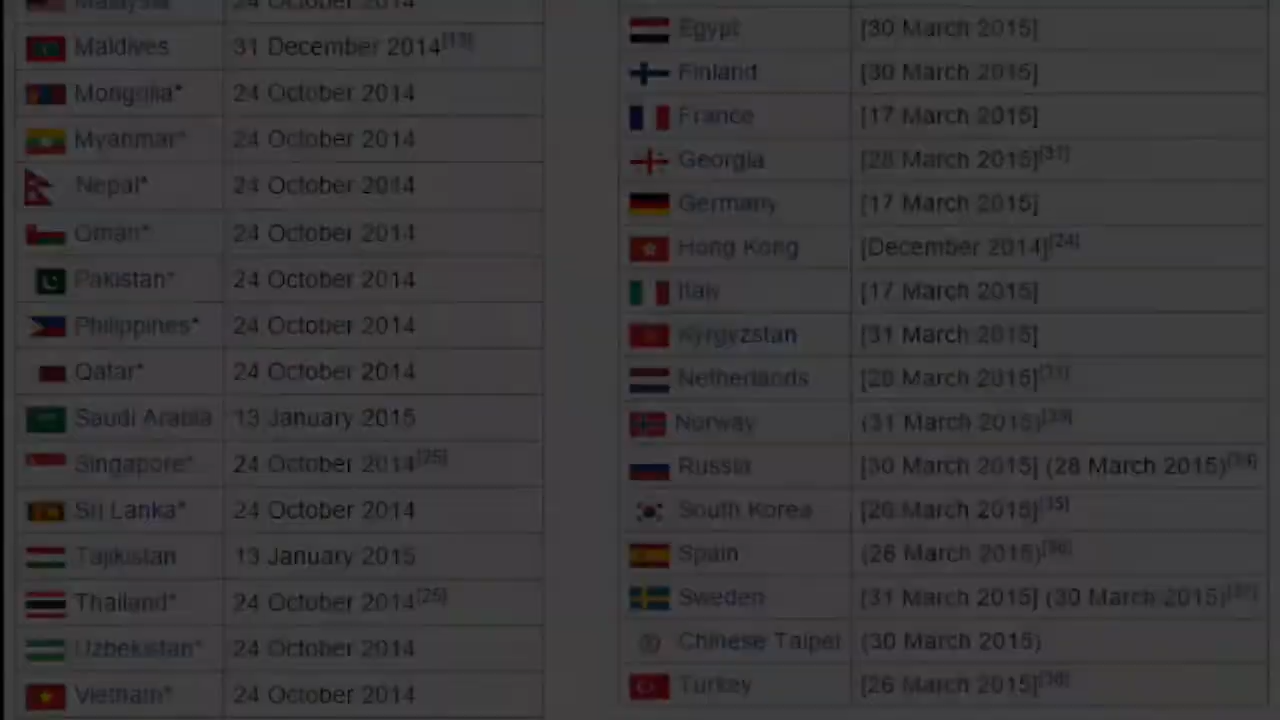 Malaysia 24 October 2014
Maldives 31 December 2014[13]
Mongolia* 24 October 2014
Myanmar* 24 October 2014
Nepal* 24 October 2014
Oman* 24 October 2014
Pakistan* 24 October 2014
Philippines* 24 October 2014
Qatar* 24 October 2014
Saudi Arabia 13 January 2015
Singapore* 24 October 2014[25]
Sri Lanka* 24 October 2014
Tajikistan 13 January 2015
Thailand* 24 October 2014[25]
Uzbekistan* 24 October 2014
Vietnam* 24 October 2014
Egypt [30 March 2015]
Finland [30 March 2015]
France [17 March 2015]
Georgia [28 March 2015][31]
Germany [17 March 2015]
Hong Kong [December 2014][24]
Italy [17 March 2015]
Kyrgyzstan [31 March 2015]
Netherlands [28 March 2015]
Norway (31 March 2015)
Russia [30 March 2015] (28 March 2015)
South Korea [26 March 2015][35]
Spain (26 March 2015)
Sweden [31 March 2015] (30 March 2015)
Chinese Taipei (30 March 2015)
Turkey [26 March 2015]